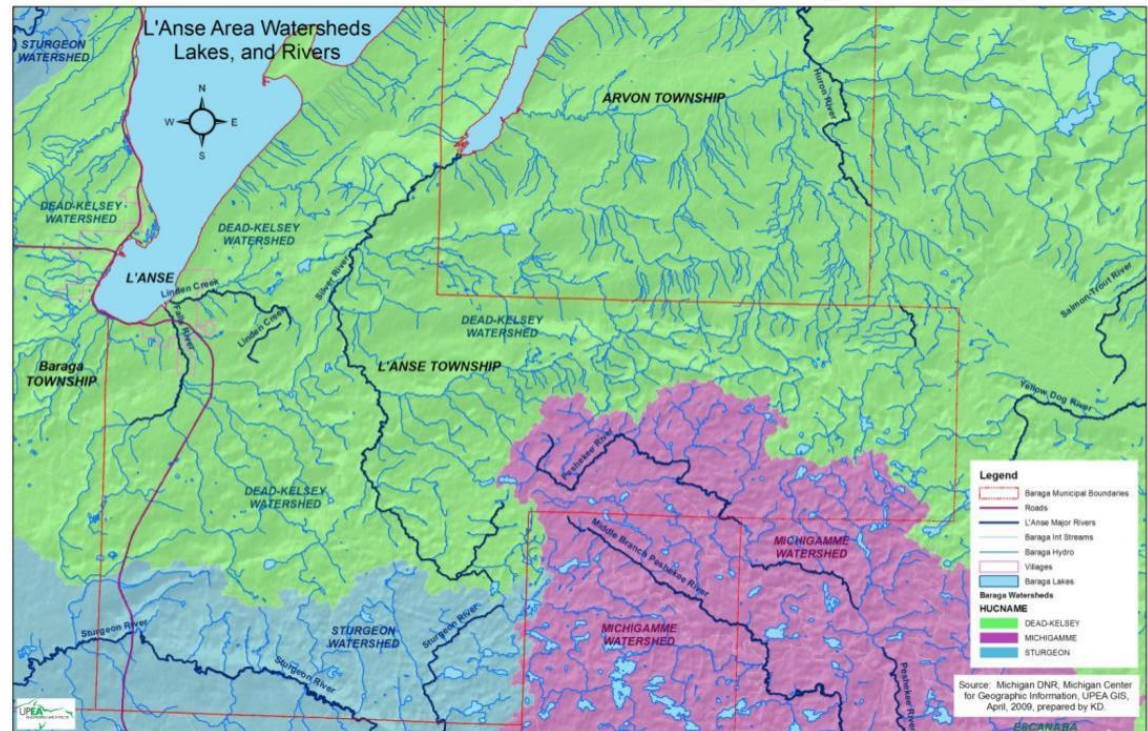 L'Anse Area Watersheds
Lakes, and Rivers
STURGEON
WATERSHED
N
W
E
S
ARVON TOWNSHIP
Huron River
DEAD-KELSEY
WATERSHED
DEAD-KELSEY
WATERSHED
L'ANSE
Linden Creek
Falls River
Linden Creek
Silver River
Salmon-Trout River
DEAD-KELSEY
WATERSHED
Baraga
TOWNSHIP
L'ANSE TOWNSHIP
Yellow Dog River
Peshekee River
DEAD-KELSEY
WATERSHED
Middle Branch Peshekee River
MICHIGAMME
WATERSHED
Sturgeon River
STURGEON
WATERSHED
Sturgeon River
MICHIGAMME
WATERSHED
Sturgeon River
Peshekee River
Legend
Baraga Municipal Boundaries
Roads
L'Anse Major Rivers
Baraga Int Streams
Baraga Hydro
Villages
Baraga Lakes
Baraga Watersheds
HUCNAME
DEAD-KELSEY
MICHIGAMME
STURGEON
Source: Michigan DNR, Michigan Center
for Geographic Information, UPEA GIS,
April, 2009, prepared by KD.
ESCANABA
UPEA